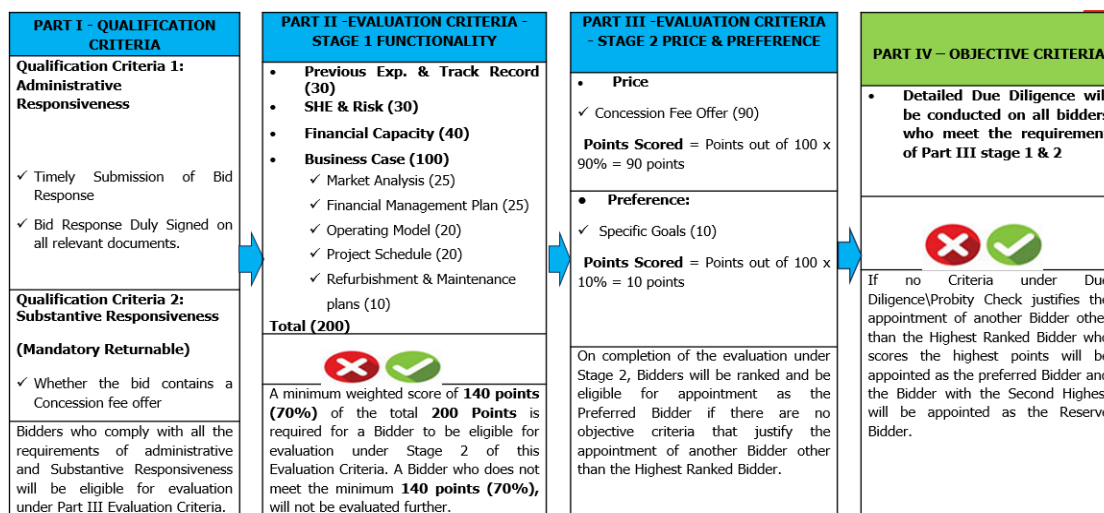 PART I - QUALIFICATION
CRITERIA
Qualification Criteria 1:
Administrative
Responsiveness
✓ Timely Submission of Bid
Response
✓ Bid Response Duly Signed on
all relevant documents.
Qualification Criteria 2:
Substantive Responsiveness
(Mandatory Returnable)
✓ Whether the bid contains a
Concession fee offer
Bidders who comply with all the
requirements of administrative
and Substantive Responsiveness
will be eligible for evaluation
under Part III Evaluation Criteria.
PART II -EVALUATION CRITERIA -
STAGE 1 FUNCTIONALITY
• Previous Exp. & Track Record
(30)
• SHE & Risk (30)
• Financial Capacity (40)
• Business Case (100)
✓ Market Analysis (25)
✓ Financial Management Plan (25)
✓ Operating Model (20)
✓ Project Schedule (20)
✓ Refurbishment & Maintenance
plans (10)
Total (200)
A minimum weighted score of 140 points
(70%) of the total 200 Points is
required for a Bidder to be eligible for
evaluation under Stage 2 of this
Evaluation Criteria. A Bidder who does not
meet the minimum 140 points (70%),
will not be evaluated further.
PART III -EVALUATION CRITERIA
- STAGE 2 PRICE & PREFERENCE
• Price
✓ Concession Fee Offer (90)
Points Scored = Points out of 100 x
90% = 90 points
• Preference:
✓ Specific Goals (10)
Points Scored = Points out of 100 x
10% = 10 points
On completion of the evaluation under
Stage 2, Bidders will be ranked and be
eligible for appointment as the
Preferred Bidder if there are no
objective criteria that justify the
appointment of another Bidder other
than the Highest Ranked Bidder.
PART IV – OBJECTIVE CRITERIA
• Detailed Due Diligence will
be conducted on all bidders
who meet the requirement
of Part III stage 1 & 2
If no Criteria under Due
Diligence\Probity Check justifies the
appointment of another Bidder other
than the Highest Ranked Bidder who
scores the highest points will be
appointed as the preferred Bidder and
the Bidder with the Second Highest
will be appointed as the Reserve
Bidder.